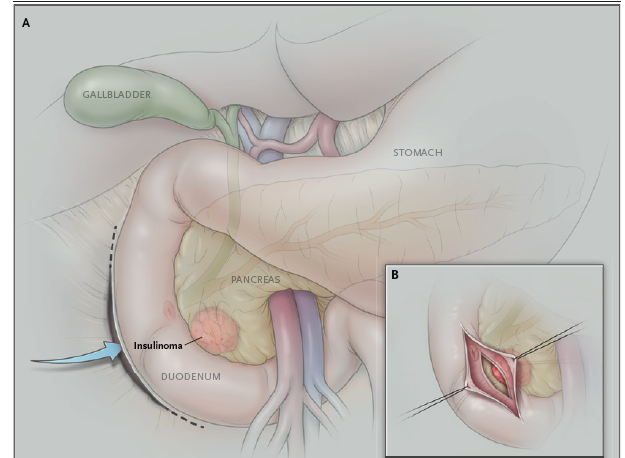 A
GALLBLADDER
STOMACH
PANCREAS
B
Insulinoma
DUODENUM